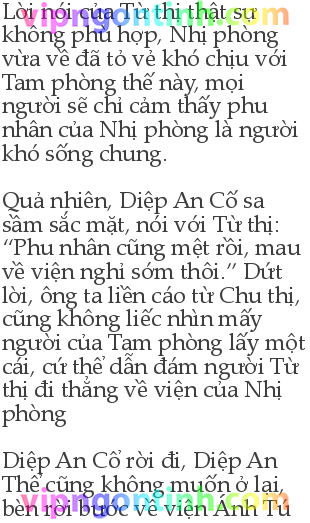 Lời nói của Từ thị thật sự
không phù hợp, Nhị phòng
vừa về đã tỏ vẻ khó chịu với
Tam phòng thế này, mọi
người sẽ chỉ cảm thấy phu
nhân của Nhị phòng là người
khó sống chung.
Quả nhiên, Diệp An Cố sa
sầm sắc mặt, nói với Từ thị:
“Phu nhân cũng mệt rồi, mau
về viện nghỉ sớm thôi.” Dứt
lời, ông ta liền cáo từ Chu thị,
cũng không liếc nhìn mấy
người của Tam phòng lấy một
cái, cứ thể dẫn đám người Từ
thị đi thẳng về viện của Nhị
phòng
Diệp An Cổ rời đi, Diệp An
Thế cũng không muốn ở lại,
bèn rời bước về viện Ánh Tú
vipngontinh.com
vipngontinh.com